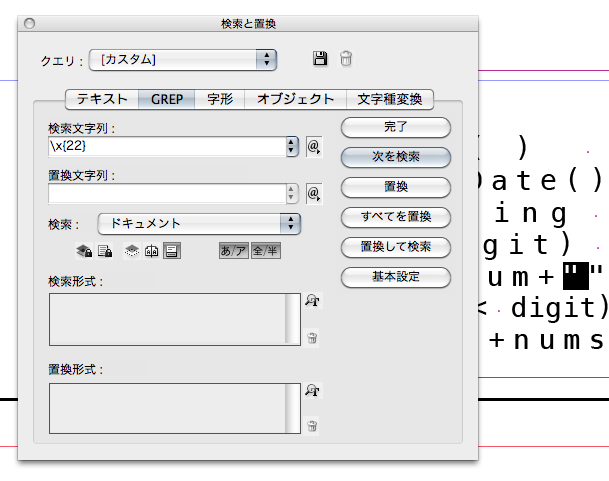 検索と置換
クエリ : [カスタム]
テキスト GREP 字形 オブジェクト 文字種変換
検索文字列 :
\x{22}
置換文字列 :
検索 : ドキュメント
あ/ア 全/半
検索形式 :
置換形式 :
完了
次を検索
置換
すべてを置換
置換して検索
基本設定
( )
Date()
ing
git)
um+""
< digit)
+nums